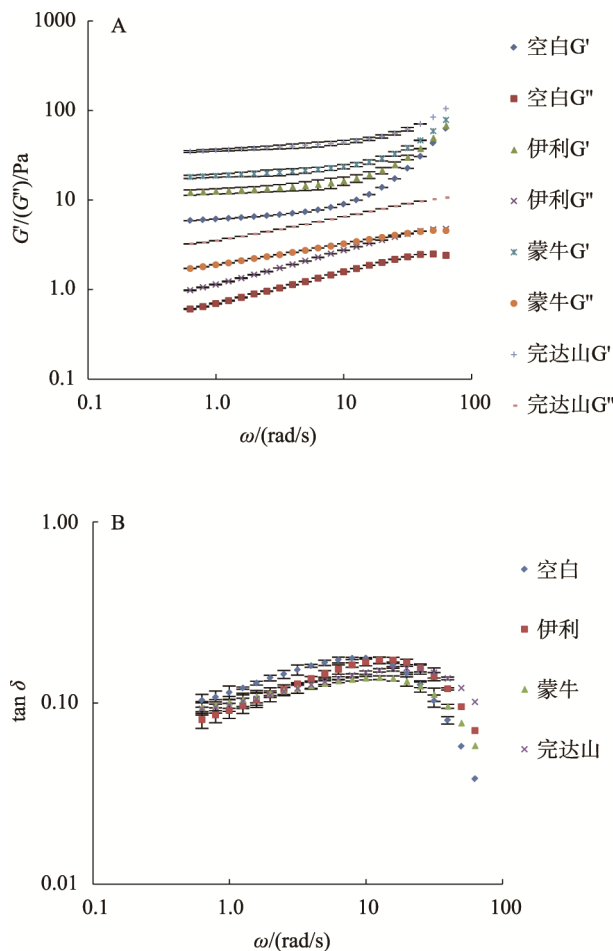 A
G'/(G'')/Pa
1000
100
10
1.0
0.1
0.1
1.0
10
100
ω/(rad/s)
空白G'
空白G''
伊利G'
伊利G''
蒙牛G'
蒙牛G''
完达山G'
完达山G''
B
tan δ
1.00
0.10
0.01
0.1
1.0
10
100
ω/(rad/s)
空白
伊利
蒙牛
完达山